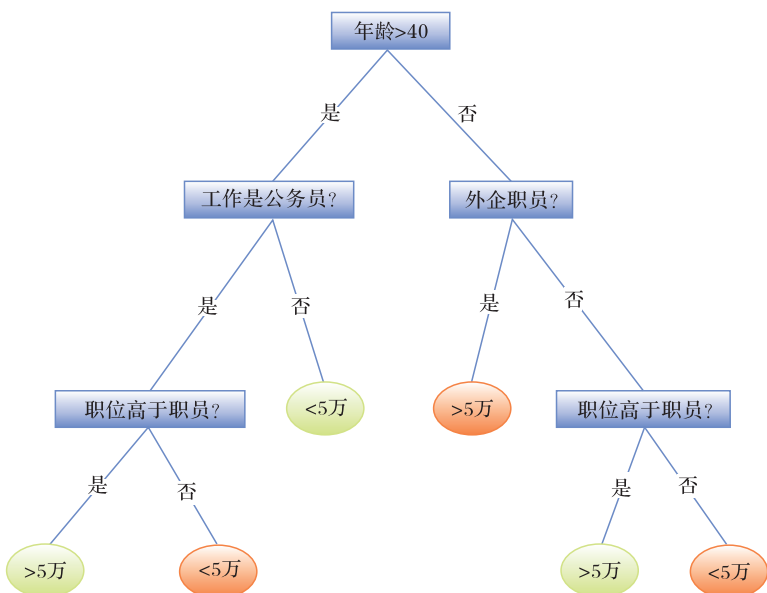 年龄>40
是
否
工作是公务员?
外企职员?
是
否
是
否
职位高于职员?
<5万
>5万
职位高于职员?
是
否
是
否
>5万
<5万
>5万
<5万